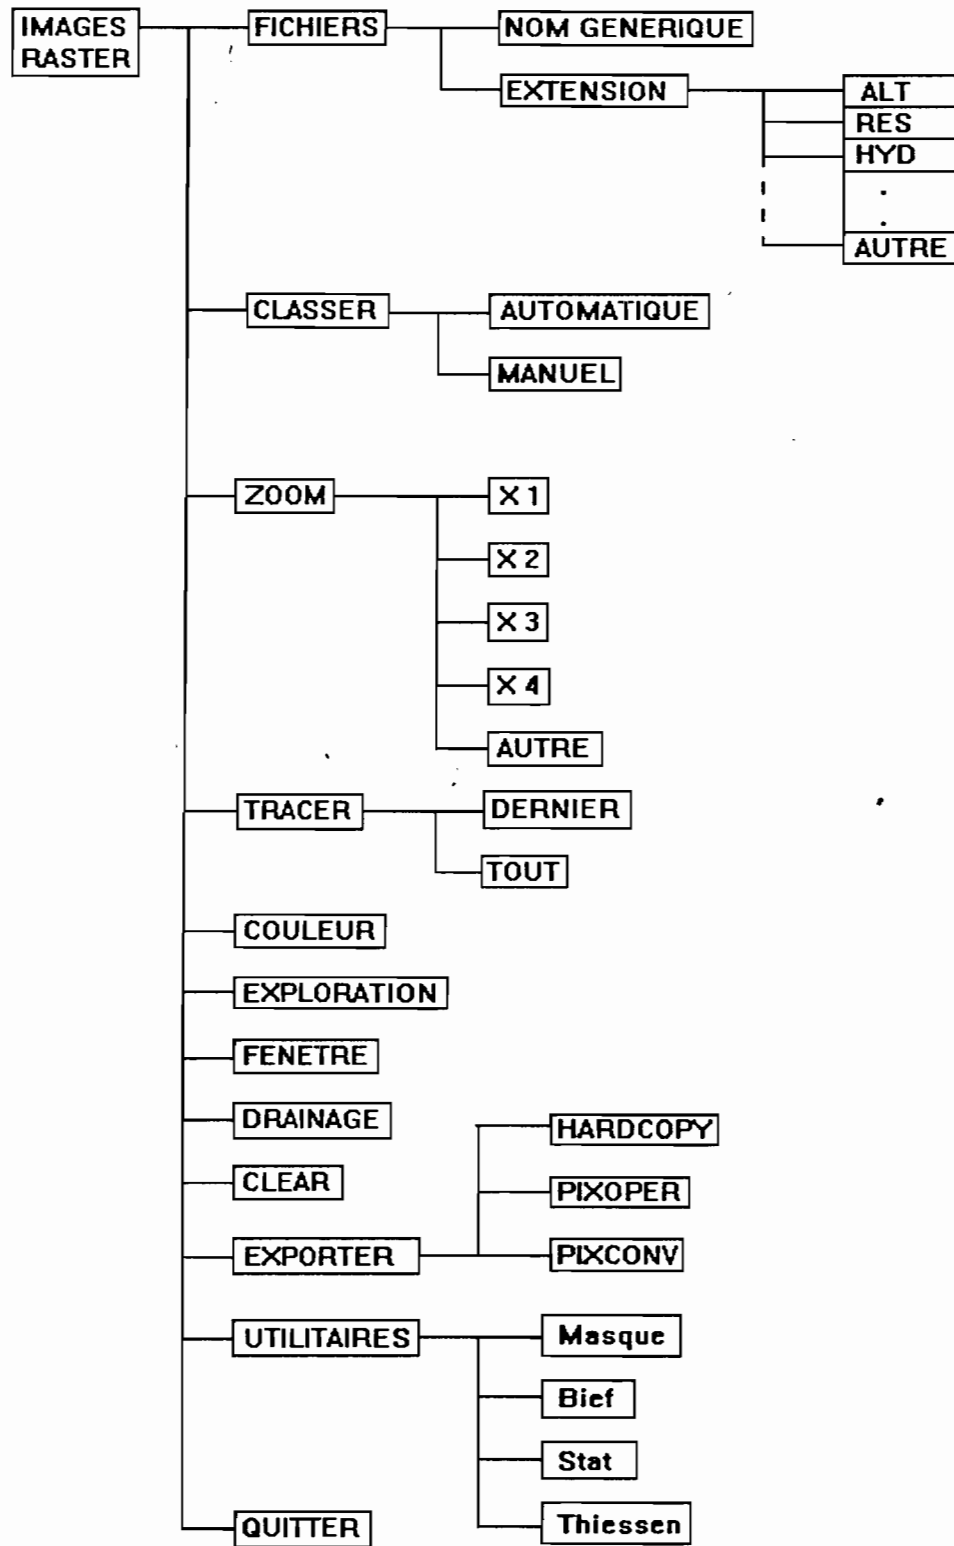 IMAGES
RASTER
FICHIERS
NOM GENERIQUE
EXTENSION
ALT
RES
HYD
.
.
AUTRE
CLASSER
AUTOMATIQUE
MANUEL
ZOOM
X 1
X 2
X 3
X 4
AUTRE
TRACER
DERNIER
TOUT
COULEUR
EXPLORATION
FENETRE
DRAINAGE
CLEAR
EXPORTER
HARDCOPY
PIXOPER
PIXCONV
UTILITAIRES
Masque
Bief
Stat
Thiessen
QUITTER